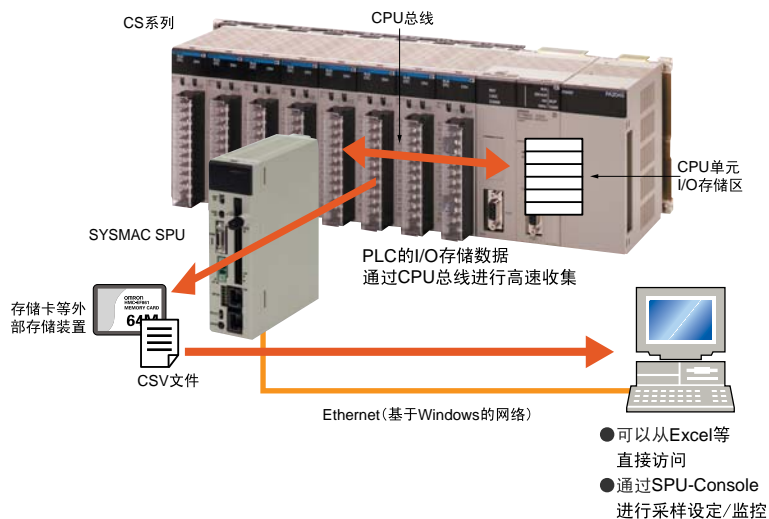 CPU总线
CS系列
CPU单元
I/O存储区
SYSMAC SPU
PLC的I/O存储数据
通过CPU总线进行高速收集
存储卡等外
部存储装置
OMRON
HMC-EF861
MEMORY CARD
64M
CSV文件
Ethernet（基于Windows的网络）
●可以从Excel等
直接访问
●通过SPU-Console
进行采样设定/监控